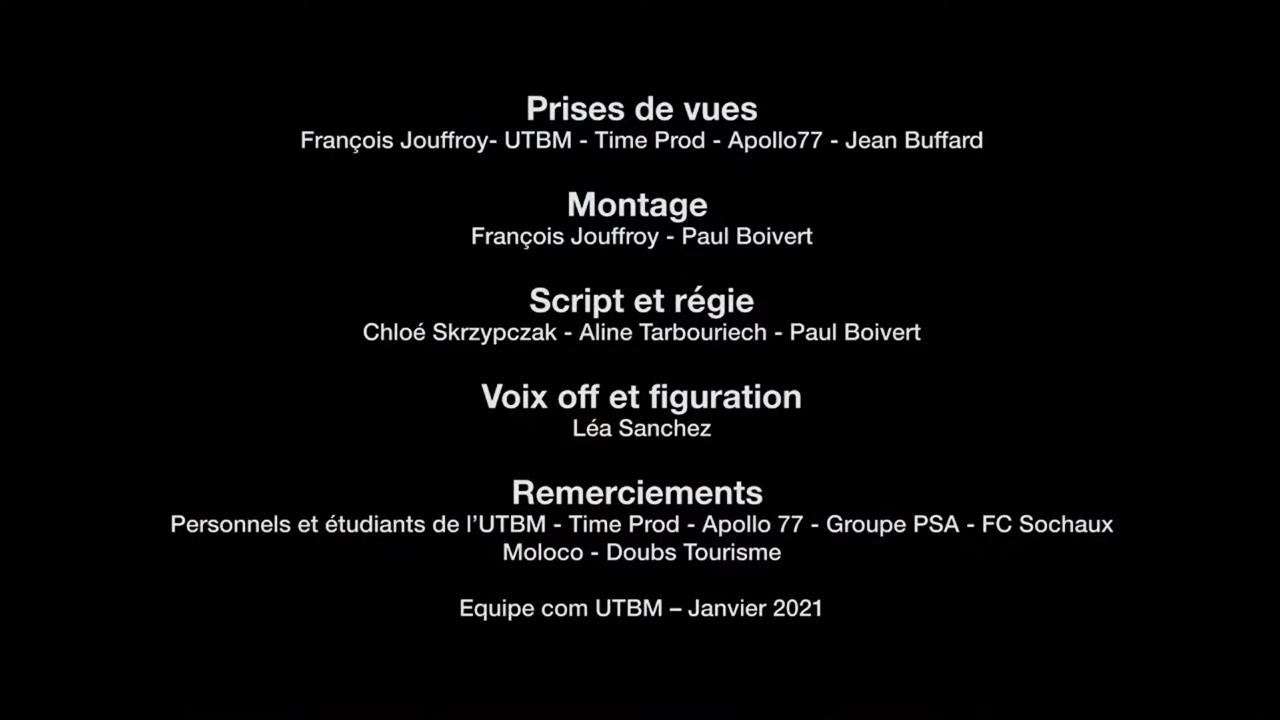 Prises de vues
François Jouffroy- UTBM - Time Prod - Apollo77 - Jean Buffard
Montage
François Jouffroy - Paul Boivert
Script et régie
Chloé Skrzypczak - Aline Tarbouriech - Paul Boivert
Voix off et figuration
Léa Sanchez
Remerciements
Personnels et étudiants de l’UTBM - Time Prod - Apollo 77 - Groupe PSA - FC Sochaux
Moloco - Doubs Tourisme
Equipe com UTBM – Janvier 2021